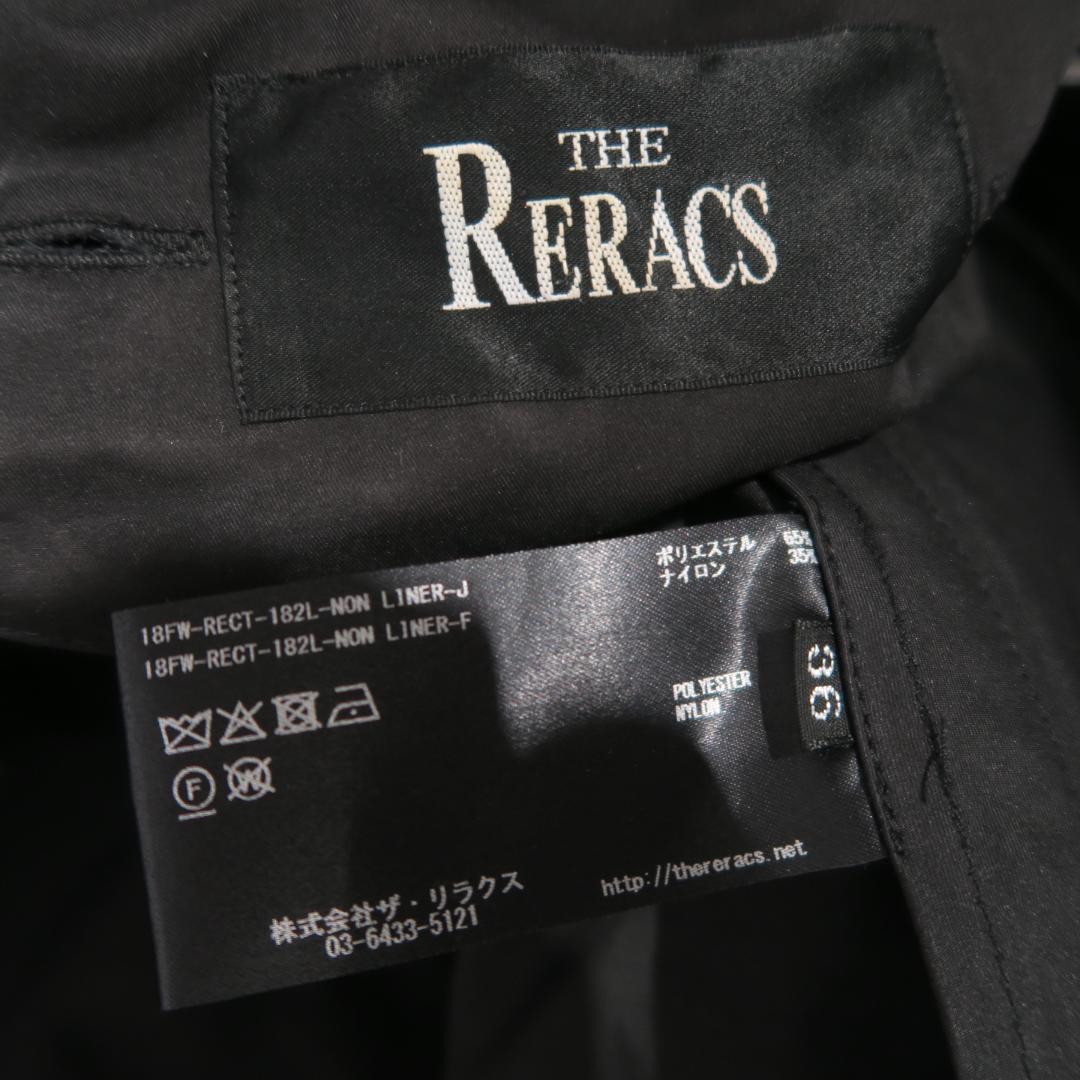 THE
RERACS
18FW-RECT-182L-NON LINER-J
18FW-RECT-182L-NON LINER-F
ポリエステル 65%
ナイロン 35%
POLYESTER
NYLON
36
F
W
株式会社ザ・リラクス
03-6433-5121
http://thereracs.net